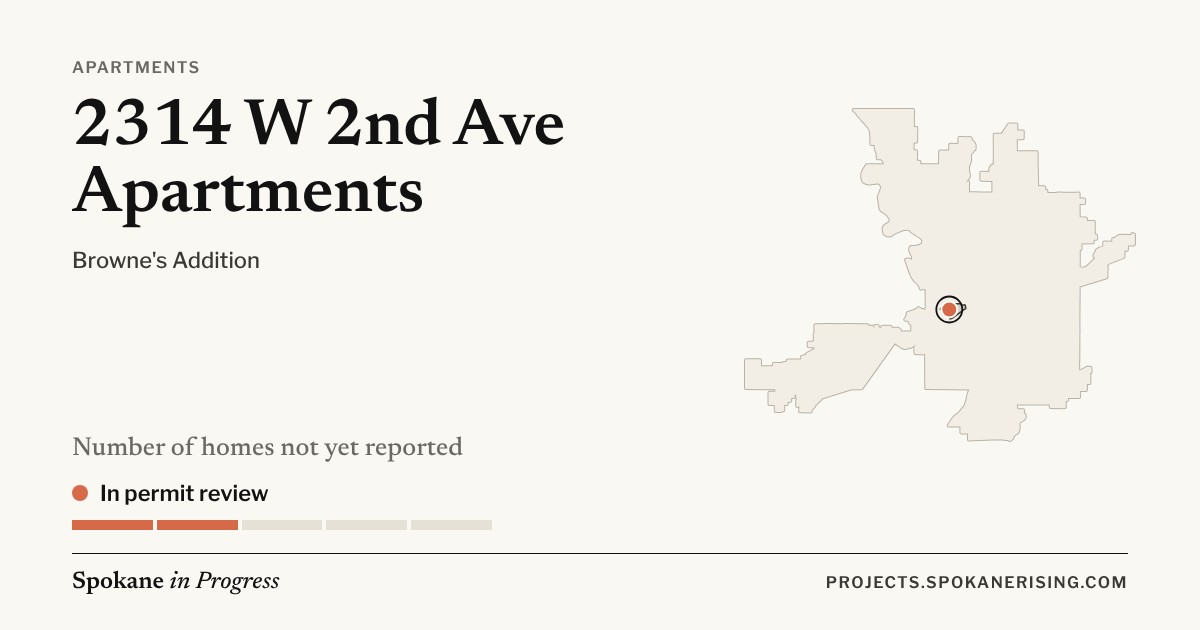 APARTMENTS
2314 W 2nd Ave
Apartments
Browne's Addition
Number of homes not yet reported
In permit review
Spokane in Progress
PROJECTS.SPOKANERISING.COM